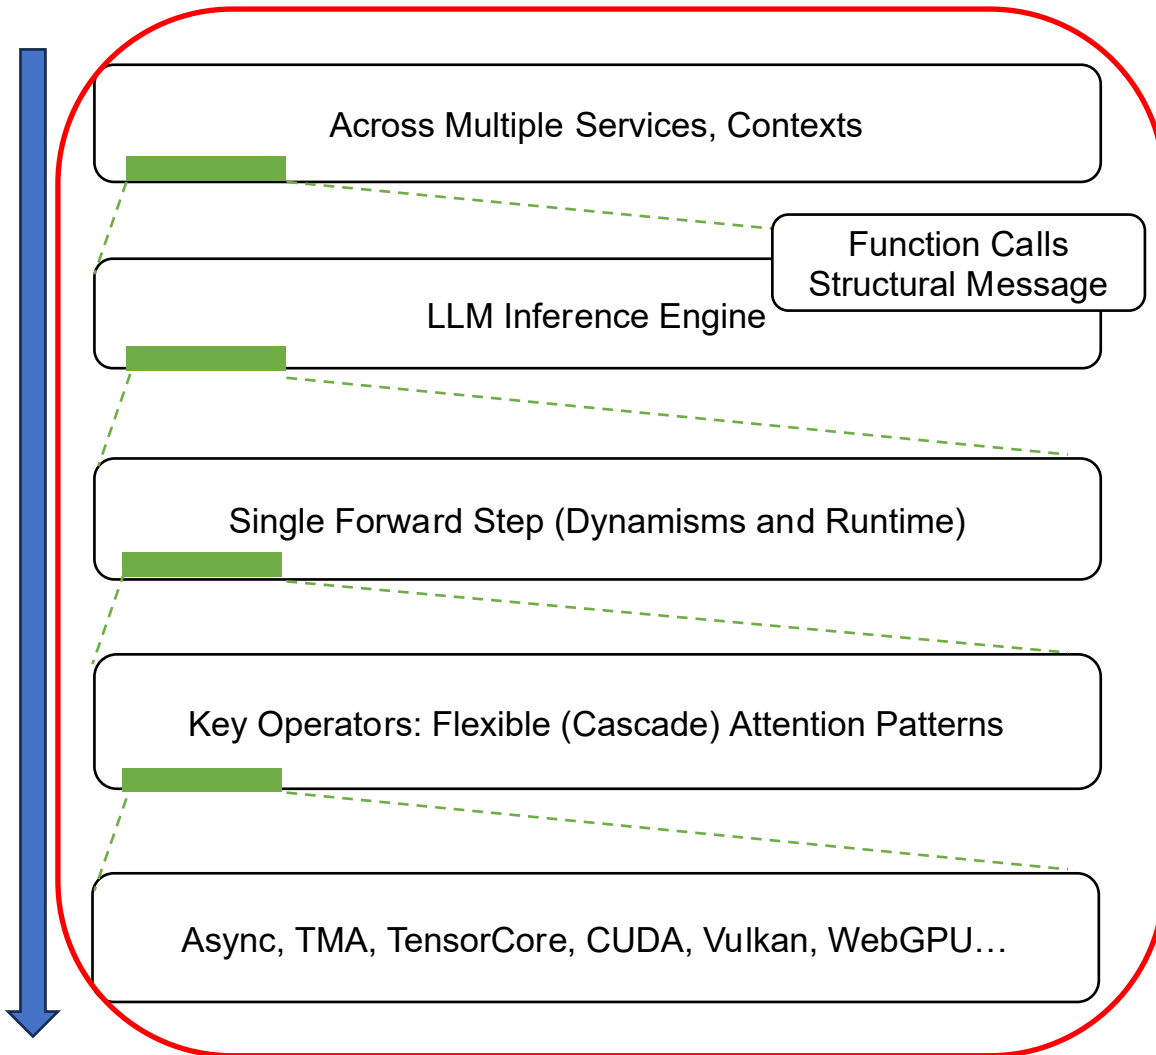 Across Multiple Services, Contexts
Function Calls
Structural Message
LLM Inference Engine
Single Forward Step (Dynamisms and Runtime)
Key Operators: Flexible (Cascade) Attention Patterns
Async, TMA, TensorCore, CUDA, Vulkan, WebGPU…